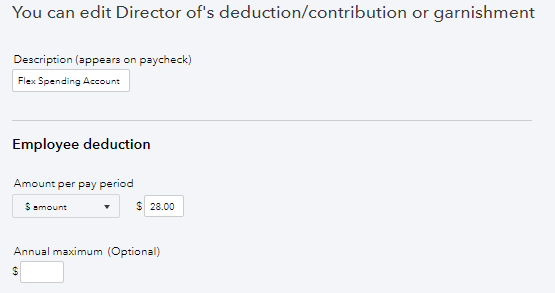 You can edit Director of's deduction/contribution or garnishment
Description (appears on paycheck)
Flex Spending Account
Employee deduction
Amount per pay period
$ amount $ 28.00
Annual maximum (Optional)
$